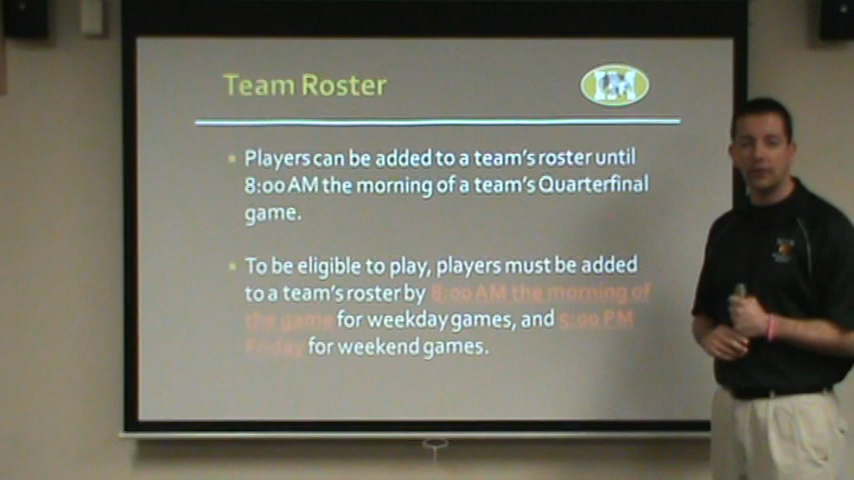 Team Roster
IM
Players can be added to a team's roster until
8:00 AM the morning of a team's Quarterfinal
game.
To be eligible to play, players must be added
to a team's roster by 8:00 AM the morning of
the game for weekday games, and 5:00 PM
Friday for weekend games.